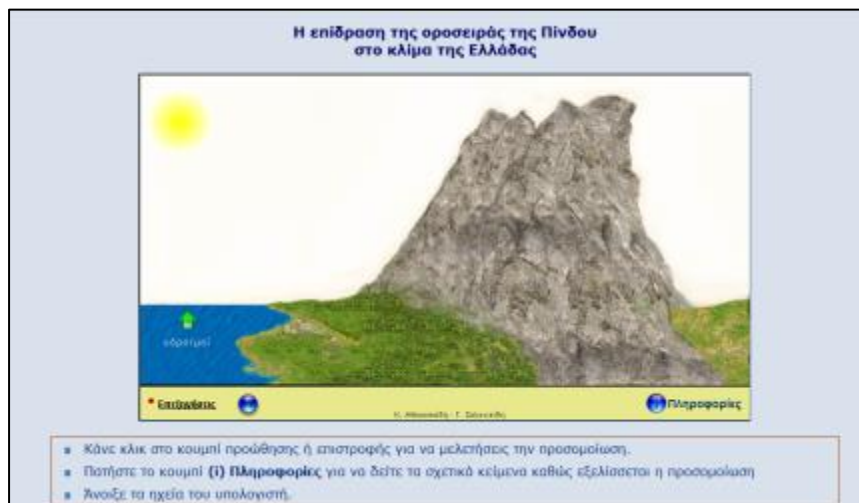 Η επίδραση της οροσειράς της Πίνδου
στο κλίμα της Ελλάδας
υδρατμοί
Επεξηγήσεις
Πληροφορίες
Κάνε κλικ στο κουμπί προώθησης ή επιστροφής για να μελετήσεις την προσομοίωση.
Πατήστε το κουμπί (i) Πληροφορίες για να δείτε τα σχετικά κείμενα καθώς εξελίσσεται η προσομοίωση
Άνοιξε τα ηχεία του υπολογιστή.